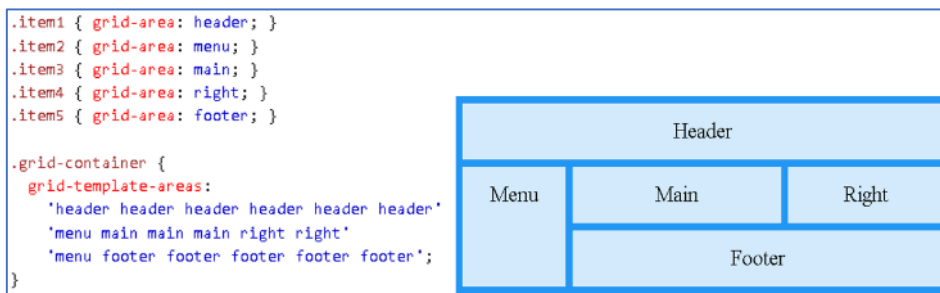 .item1 { grid-area: header; }
.item2 { grid-area: menu; }
.item3 { grid-area: main; }
.item4 { grid-area: right; }
.item5 { grid-area: footer; }
.grid-container {
grid-template-areas:
'header header header header header header'
'menu main main main right right'
'menu footer footer footer footer footer';
}
Header
Menu Main Right
Footer